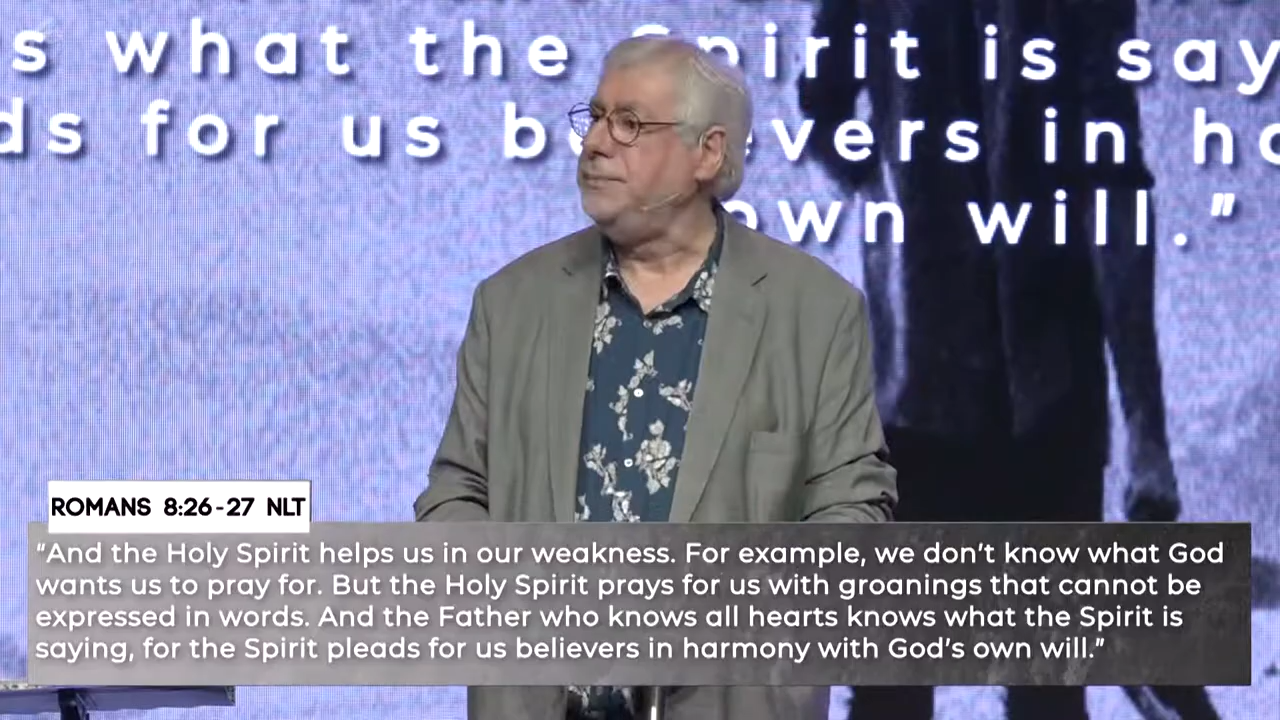 s what the Spirit is say
ds for us be evers in ha
own will."
ROMANS 8:26-27 NLT
"And the Holy Spirit helps us in our weakness. For example, we don't know what God
wants us to pray for. But the Holy Spirit prays for us with groanings that cannot be
expressed in words. And the Father who knows all hearts knows what the Spirit is
saying, for the Spirit pleads for us believers in harmony with God's own will."